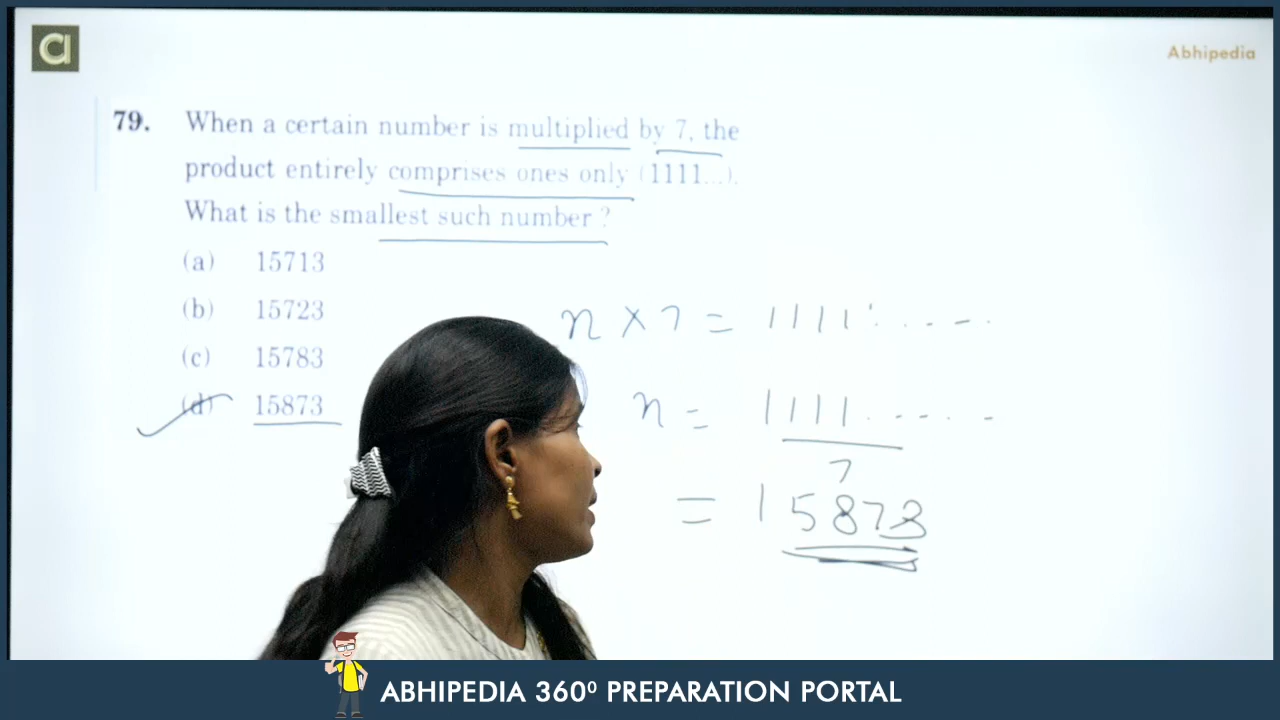 Abhipedia
79. When a certain number is multiplied by 7, the
product entirely comprises ones only (1111...).
What is the smallest such number ?
(a) 15713
(b) 15723
(c) 15783
(d) 15873
n × 7 = 1111.....
n = 1111......
7
= 15873
ABHIPEDIA 360⁰ PREPARATION PORTAL